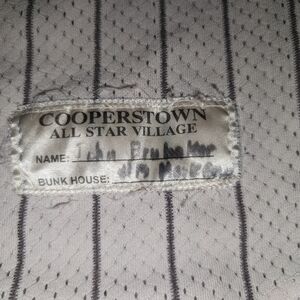 COOPERSTOWN
ALL STAR VILLAGE
NAME: John Brubaker
BUNK HOUSE: